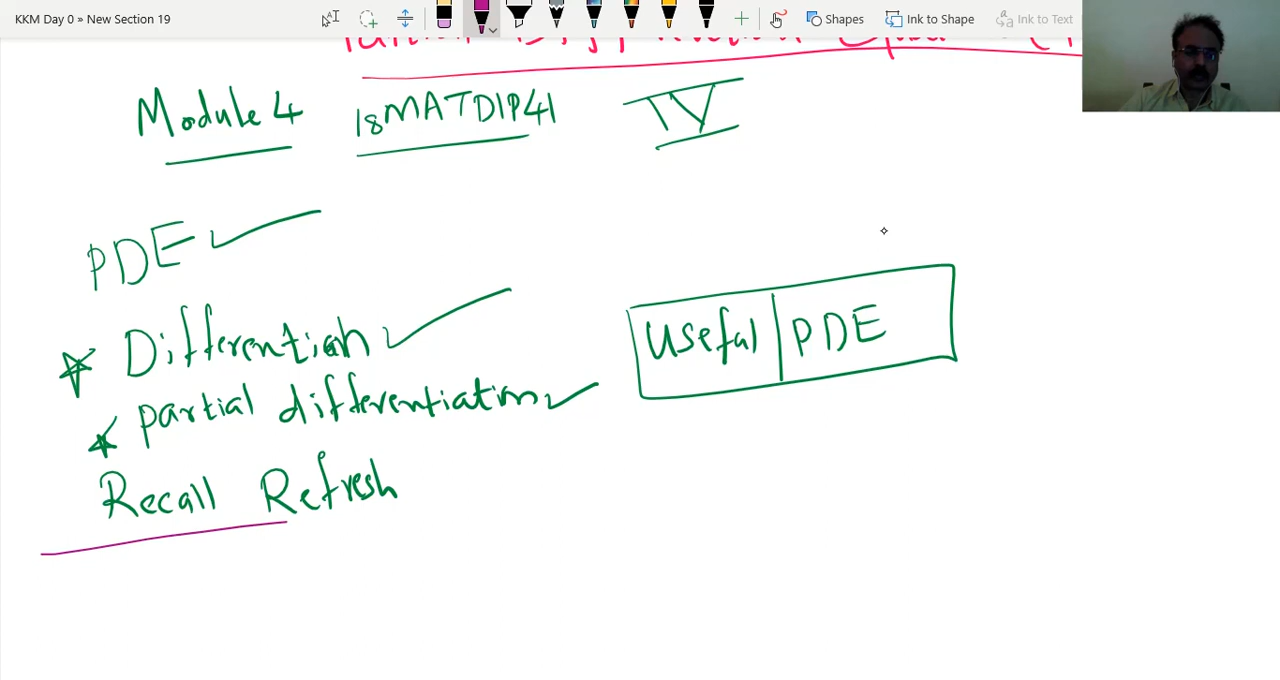 KKM Day 0 » New Section 19
Shapes
Ink to Shape
Ink to Text
Module 4 18MATDIP41 IV
PDE
Differentiation
Useful | PDE
partial differentiation
Recall Refresh